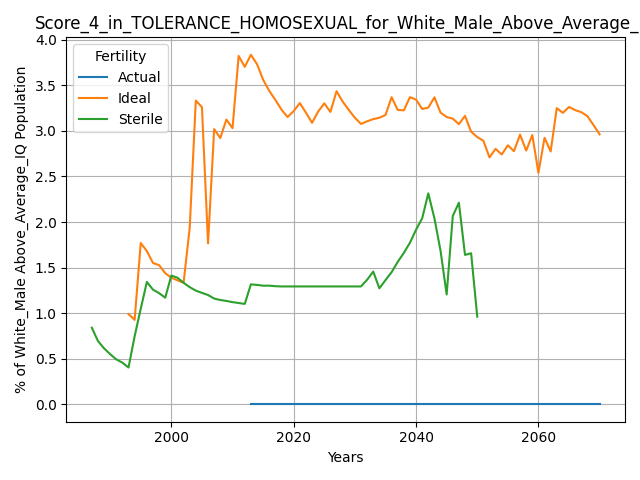 Score_4_in_TOLERANCE_HOMOSEXUAL_for_White_Male_Above_Average_
4.0
3.5
3.0
2.5
2.0
1.5
1.0
0.5
0.0
% of White_Male Above_Average_IQ Population
Fertility
Actual
Ideal
Sterile
2000 2020 2040 2060
Years